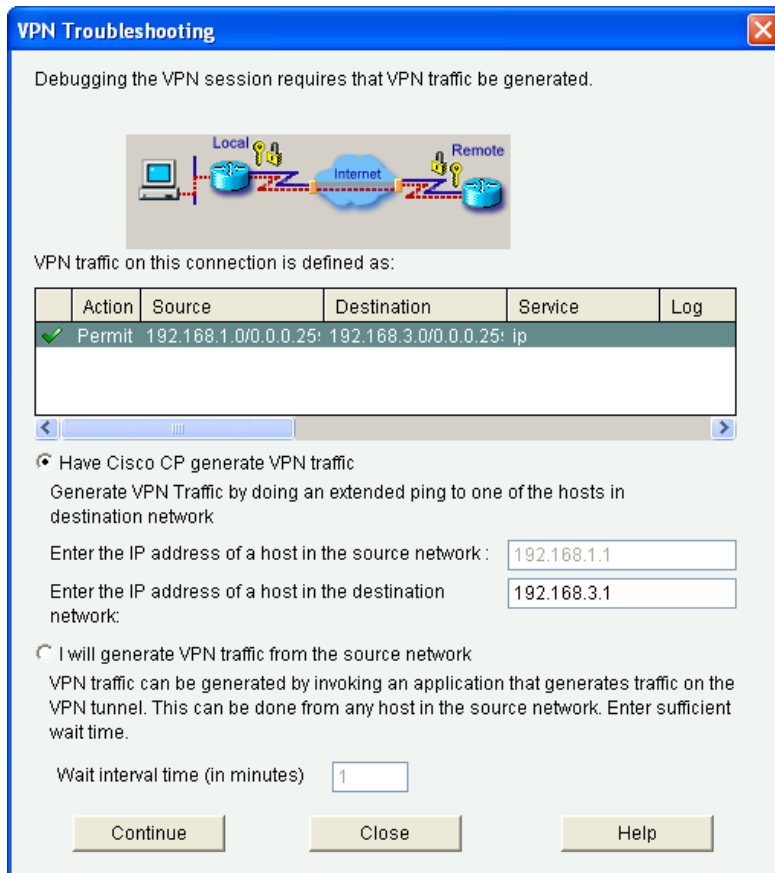 VPN Troubleshooting
Debugging the VPN session requires that VPN traffic be generated.
Local
Internet
Remote
VPN traffic on this connection is defined as:
Action Source Destination Service Log
Permit 192.168.1.0/0.0.0.25 192.168.3.0/0.0.0.25 ip
Have Cisco CP generate VPN traffic
Generate VPN Traffic by doing an extended ping to one of the hosts in
destination network
Enter the IP address of a host in the source network : 192.168.1.1
Enter the IP address of a host in the destination 192.168.3.1
network:
I will generate VPN traffic from the source network
VPN traffic can be generated by invoking an application that generates traffic on the
VPN tunnel. This can be done from any host in the source network. Enter sufficient
wait time.
Wait interval time (in minutes) 1
Continue Close Help